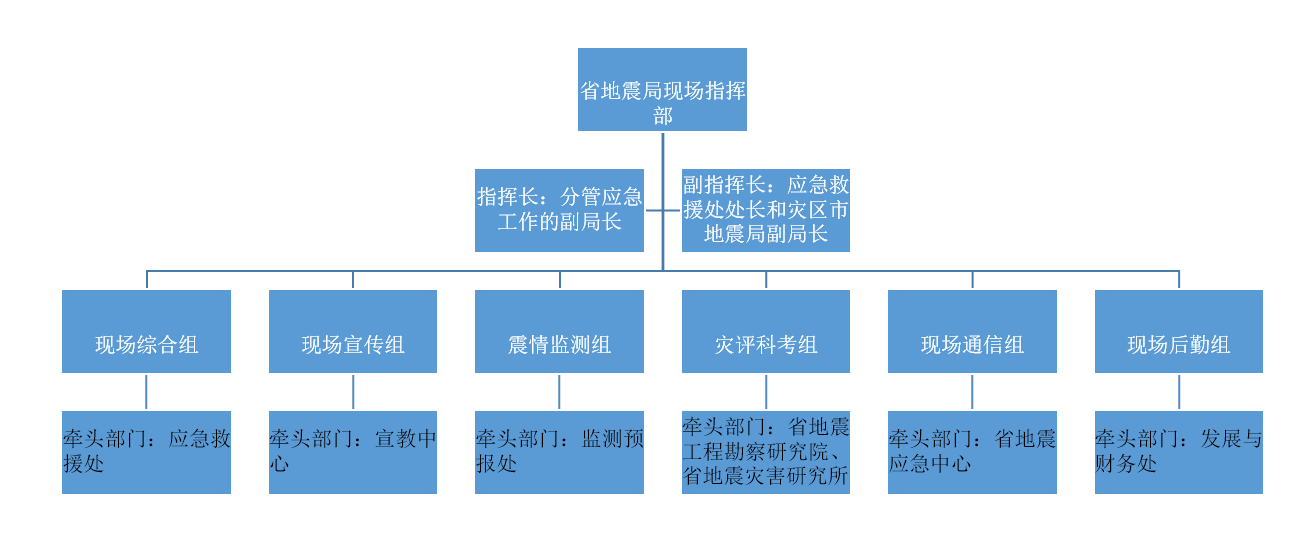 省地震局现场指挥
部
指挥长：分管应急
工作的副局长
副指挥长：应急救
援处处长和灾区市
地震局副局长
现场综合组
现场宣传组
震情监测组
灾评科考组
现场通信组
现场后勤组
牵头部门：应急救
援处
牵头部门：宣教中
心
牵头部门：监测预
报处
牵头部门：省地震
工程勘察研究院、
省地震灾害研究所
牵头部门：省地震
应急中心
牵头部门：发展与
财务处